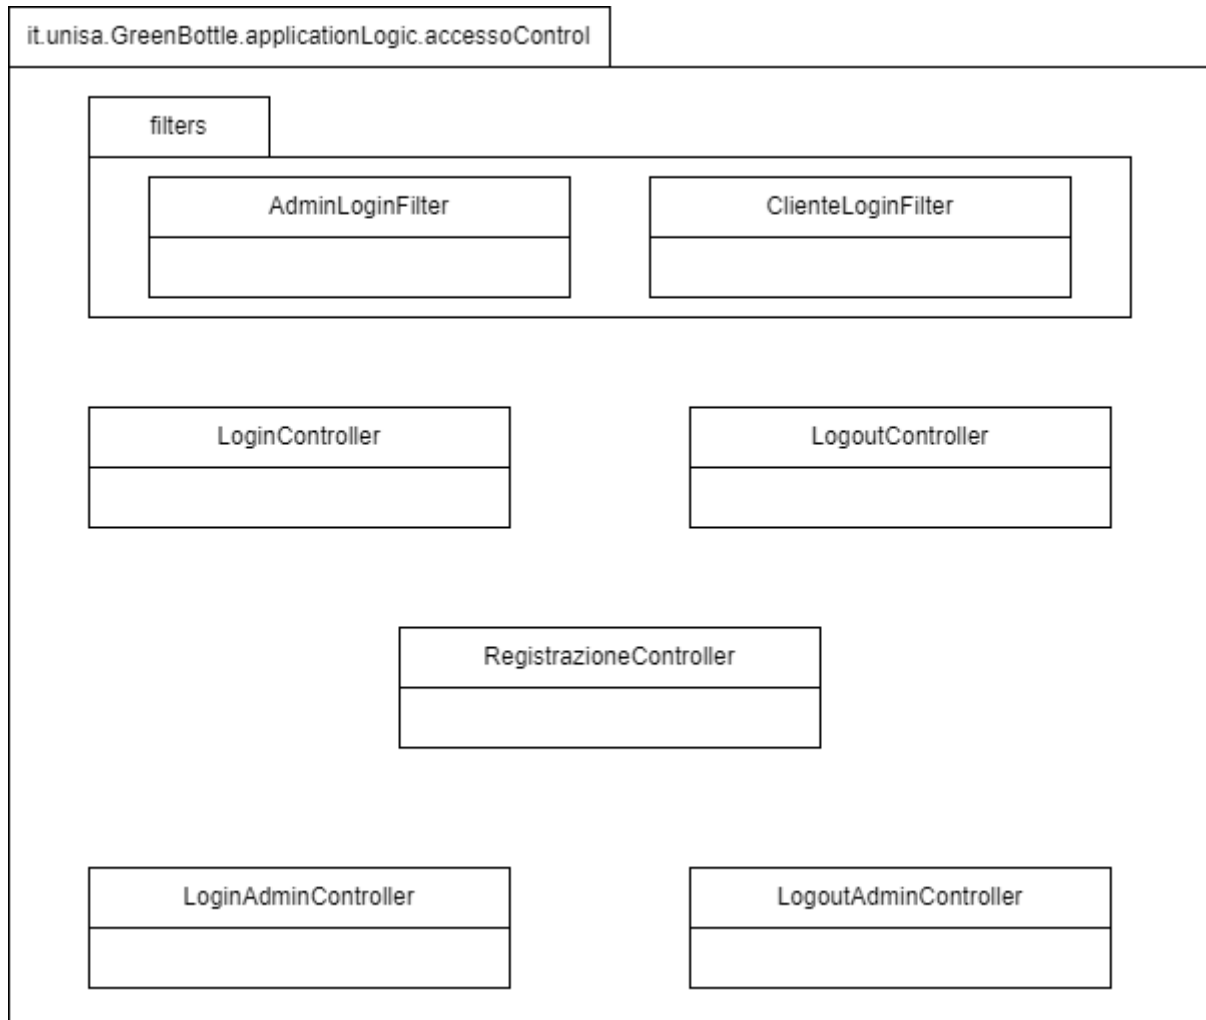 it.unisa.GreenBottle.applicationLogic.accessoControl
filters
AdminLoginFilter
ClienteLoginFilter
LoginController
LogoutController
RegistrazioneController
LoginAdminController
LogoutAdminController